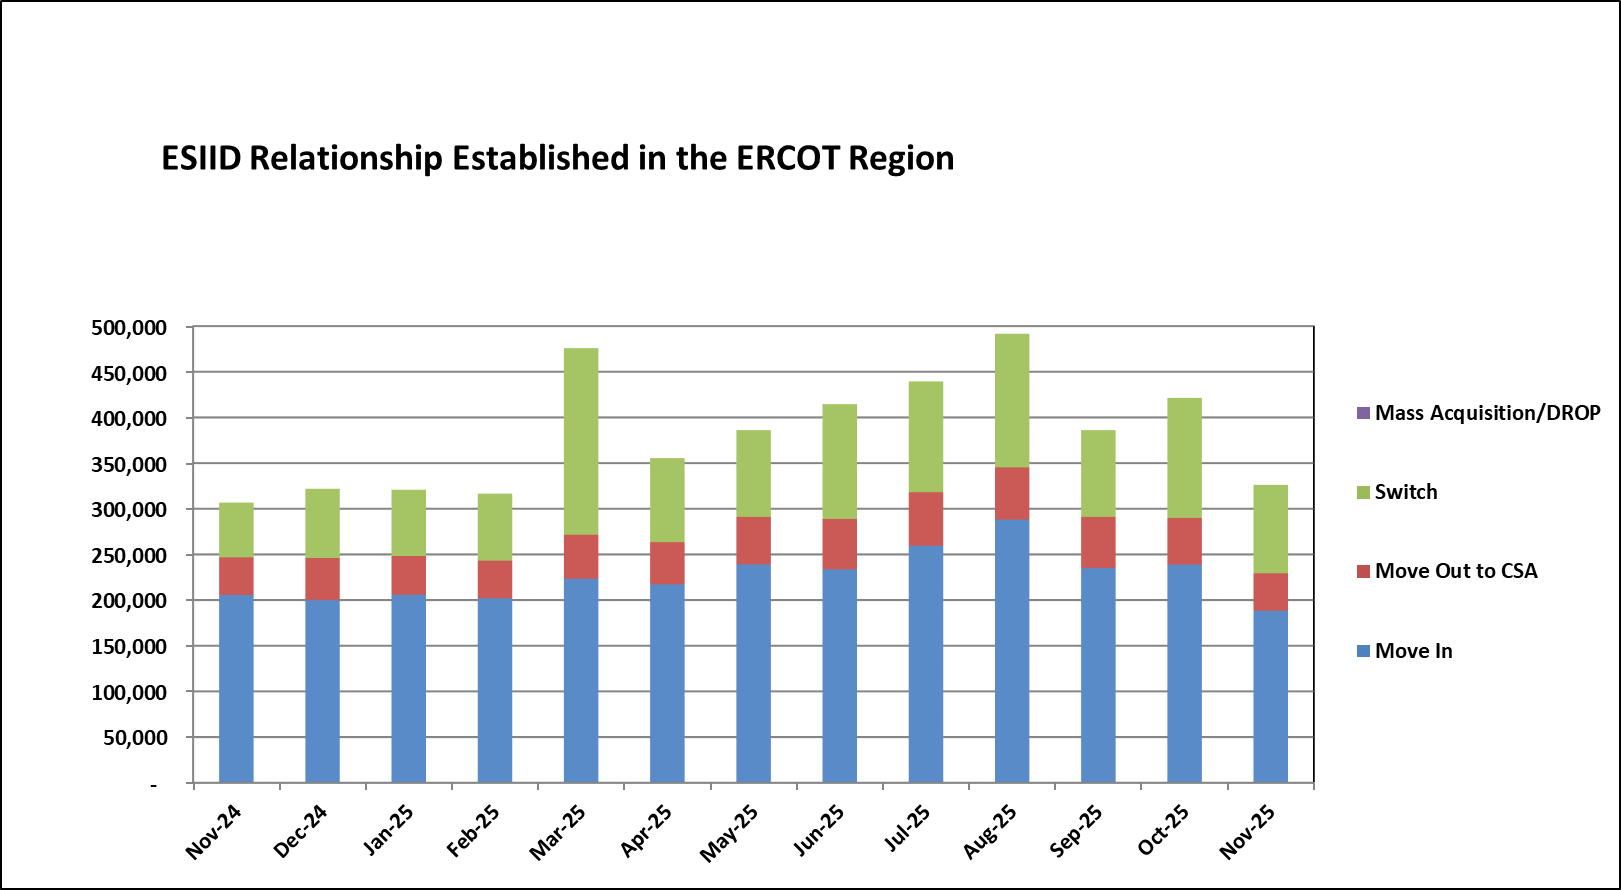 ESIID Relationship Established in the ERCOT Region
500,000
450,000
400,000
350,000
300,000
250,000
200,000
150,000
100,000
50,000
-
Nov-24
Dec-24
Jan-25
Feb-25
Mar-25
Apr-25
May-25
Jun-25
Jul-25
Aug-25
Sep-25
Oct-25
Nov-25
Mass Acquisition/DROP
Switch
Move Out to CSA
Move In